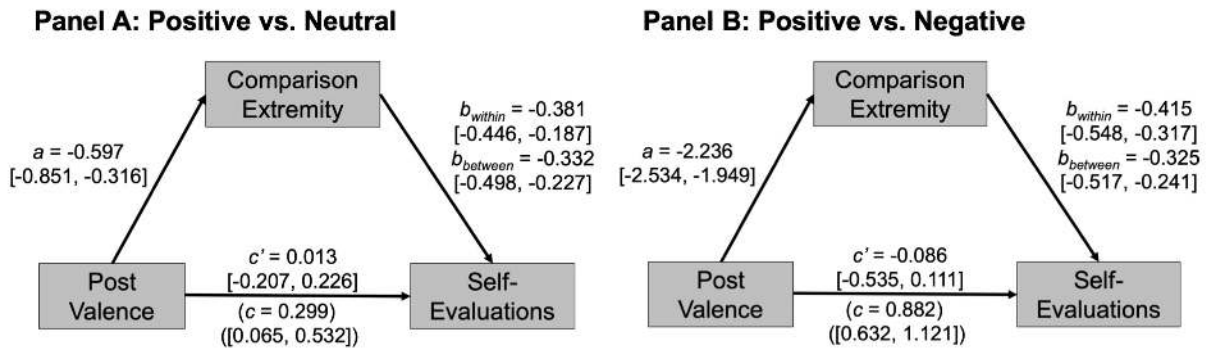 Panel A: Positive vs. Neutral
Comparison
Extremity
a = -0.597
[-0.851, -0.316]
b_within = -0.381
[-0.446, -0.187]
b_between = -0.332
[-0.498, -0.227]
Post
Valence
c' = 0.013
[-0.207, 0.226]
(c = 0.299)
([0.065, 0.532])
Self-
Evaluations
Panel B: Positive vs. Negative
Comparison
Extremity
a = -2.236
[-2.534, -1.949]
b_within = -0.415
[-0.548, -0.317]
b_between = -0.325
[-0.517, -0.241]
Post
Valence
c' = -0.086
[-0.535, 0.111]
(c = 0.882)
([0.632, 1.121])
Self-
Evaluations